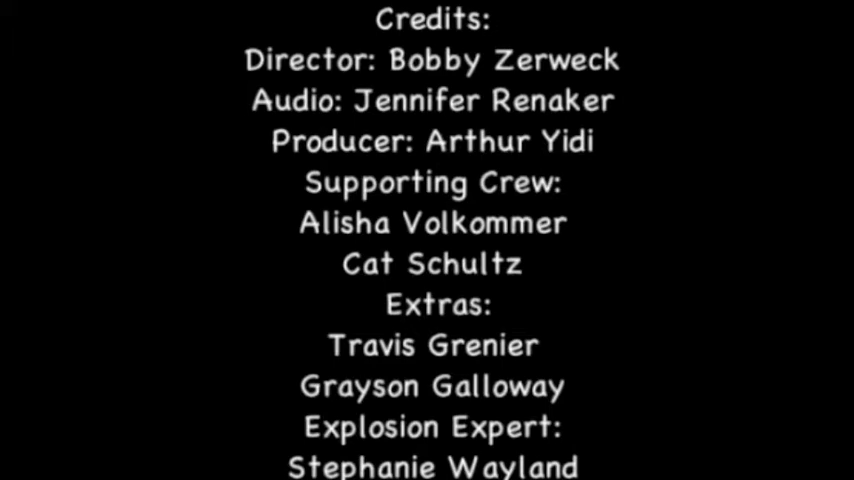 Credits:
Director: Bobby Zerweck
Audio: Jennifer Renaker
Producer: Arthur Yidi
Supporting Crew:
Alisha Volkommer
Cat Schultz
Extras:
Travis Grenier
Grayson Galloway
Explosion Expert:
Stephanie Wayland